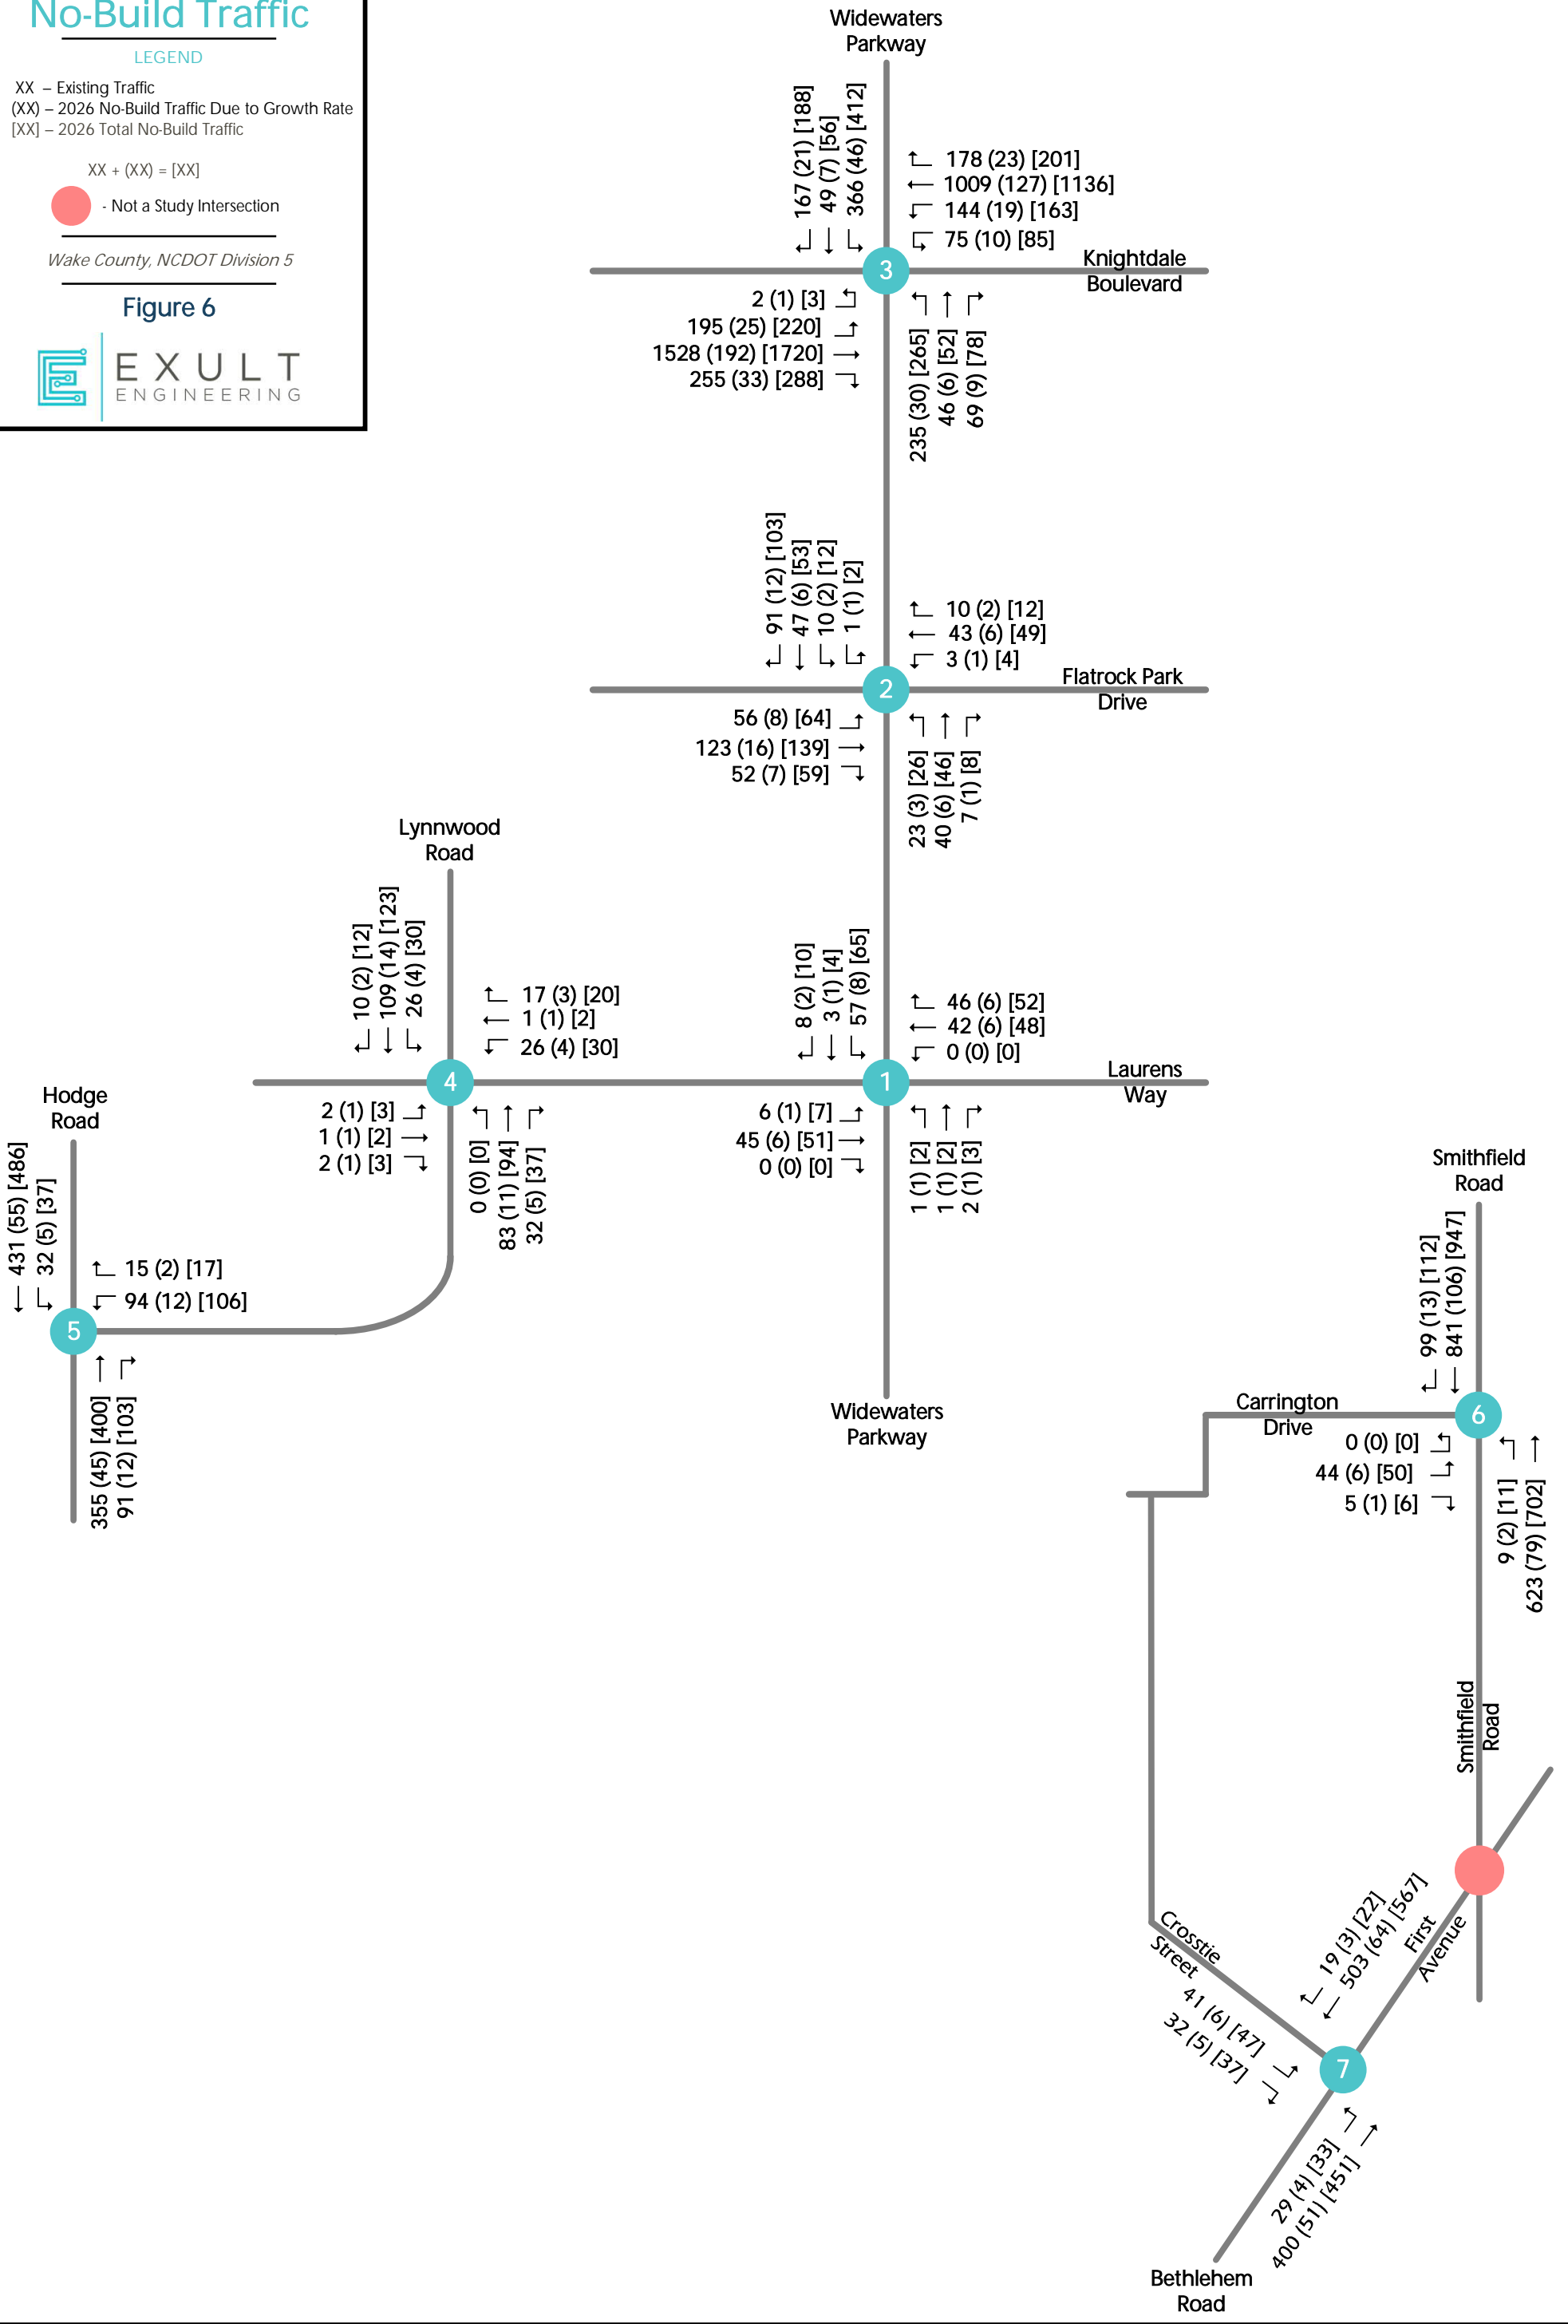 No-Build Traffic
LEGEND
XX – Existing Traffic
(XX) – 2026 No-Build Traffic Due to Growth Rate
[XX] – 2026 Total No-Build Traffic
XX + (XX) = [XX]
- Not a Study Intersection
Wake County, NCDOT Division 5
Figure 6
EXULT
ENGINEERING
Widewaters
Parkway
167 (21) [188]
49 (7) [56]
366 (46) [412]
178 (23) [201]
1009 (127) [1136]
144 (19) [163]
75 (10) [85]
3
Knightdale
Boulevard
2 (1) [3]
195 (25) [220]
1528 (192) [1720]
255 (33) [288]
235 (30) [265]
46 (6) [52]
69 (9) [78]
91 (12) [103]
47 (6) [53]
10 (2) [12]
1 (1) [2]
10 (2) [12]
43 (6) [49]
3 (1) [4]
2
Flatrock Park
Drive
56 (8) [64]
123 (16) [139]
52 (7) [59]
23 (3) [26]
40 (6) [46]
7 (1) [8]
Lynnwood
Road
10 (2) [12]
109 (14) [123]
26 (4) [30]
17 (3) [20]
1 (1) [2]
26 (4) [30]
4
2 (1) [3]
1 (1) [2]
2 (1) [3]
0 (0) [0]
83 (11) [94]
32 (5) [37]
8 (2) [10]
3 (1) [4]
57 (8) [65]
46 (6) [52]
42 (6) [48]
0 (0) [0]
1
Laurens
Way
6 (1) [7]
45 (6) [51]
0 (0) [0]
1 (1) [2]
1 (1) [2]
2 (1) [3]
Widewaters
Parkway
Hodge
Road
431 (55) [486]
32 (5) [37]
15 (2) [17]
94 (12) [106]
5
355 (45) [400]
91 (12) [103]
Smithfield
Road
99 (13) [112]
841 (106) [947]
Carrington
Drive
6
0 (0) [0]
44 (6) [50]
5 (1) [6]
9 (2) [11]
623 (79) [702]
Smithfield
Road
19 (3) [22]
503 (64) [567]
First
Avenue
Crosstie
Street
41 (6) [47]
32 (5) [37]
7
29 (4) [33]
400 (51) [451]
Bethlehem
Road